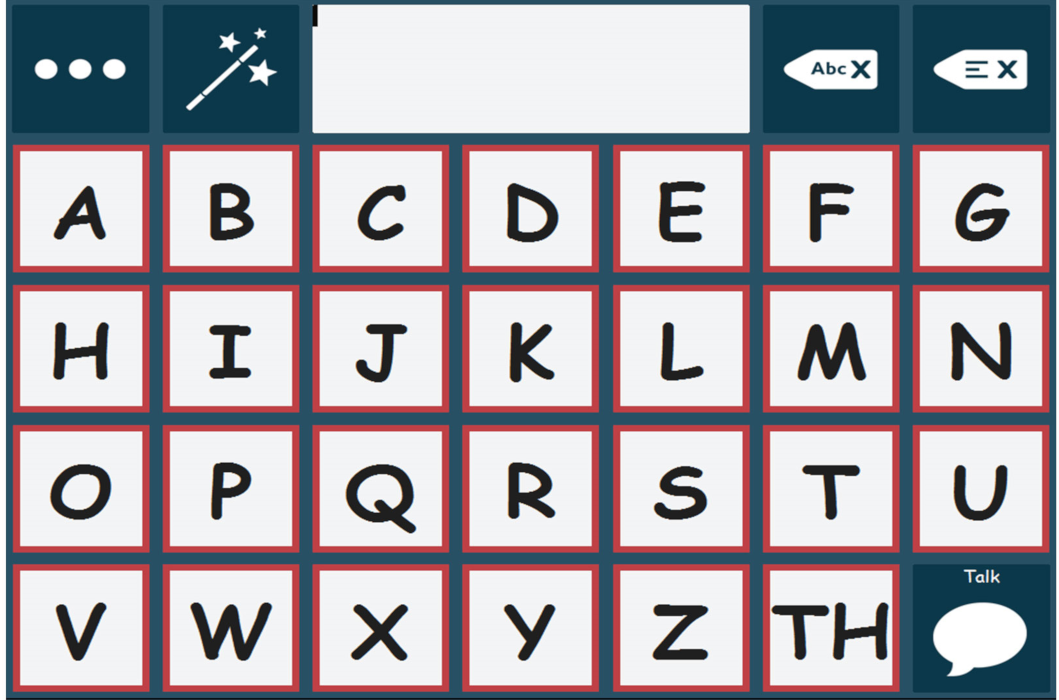 Abc X X
A B C D E F G
H I J K L M N
O P Q R S T U
Talk
V W X Y Z TH